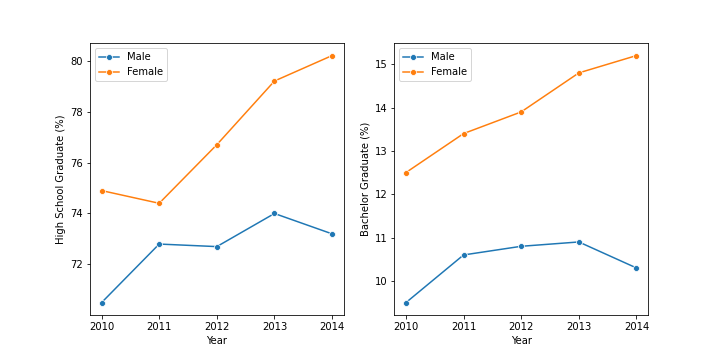 Male
Female
80
78
76
74
72
High School Graduate (%)
2010 2011 2012 2013 2014
Year
Male
Female
15
14
13
12
11
10
Bachelor Graduate (%)
2010 2011 2012 2013 2014
Year